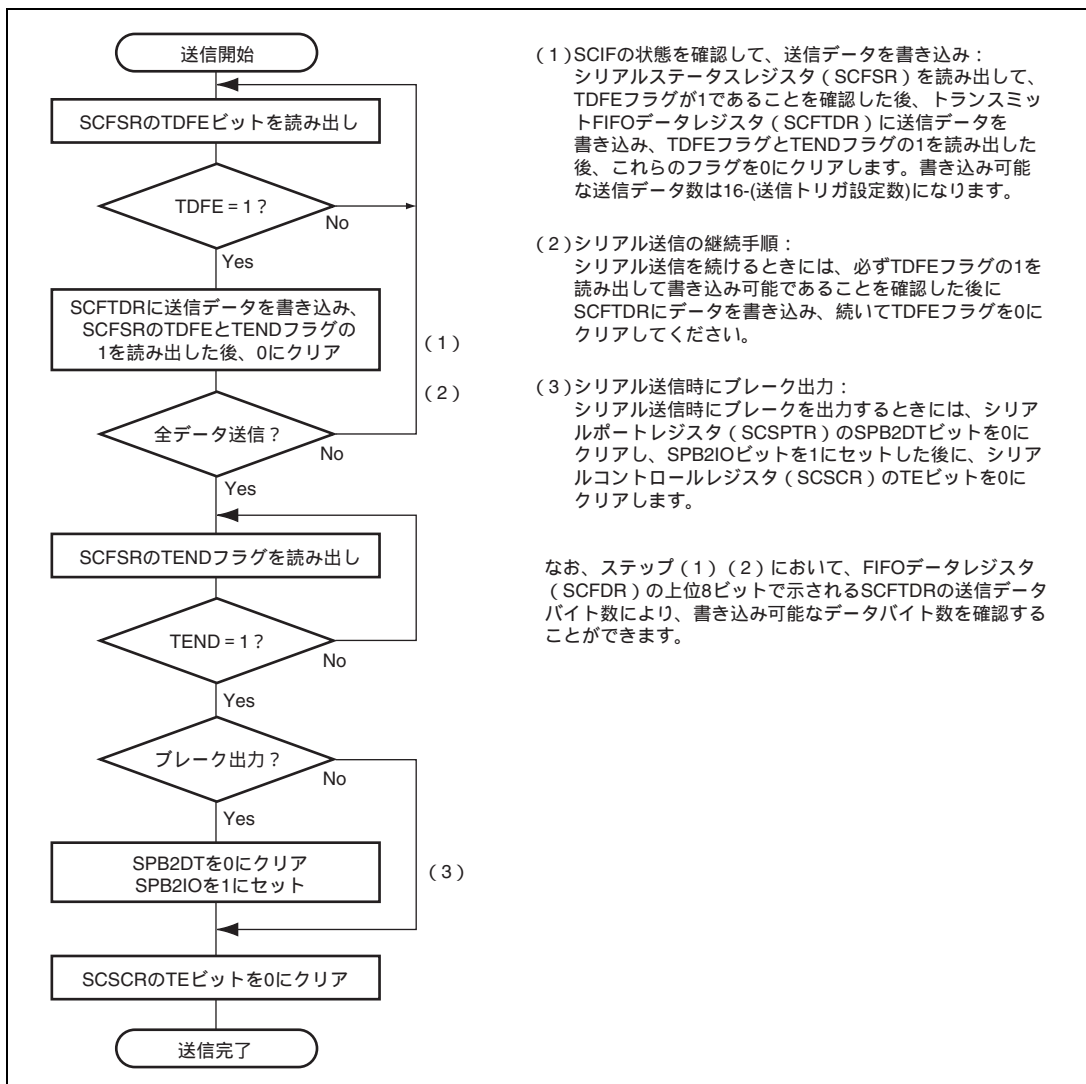 送信開始
SCFSRのTDFEビットを読み出し
TDFE = 1?
No
Yes
SCFTDRに送信データを書き込み、
SCFSRのTDFEとTENDフラグの
1を読み出した後、0にクリア
(1)
(2)
全データ送信?
No
Yes
SCFSRのTENDフラグを読み出し
TEND = 1?
No
Yes
ブレーク出力?
No
Yes
SPB2DTを0にクリア
SPB2IOを1にセット
(3)
SCSCRのTEビットを0にクリア
送信完了
(1)SCIFの状態を確認して、送信データを書き込み:
シリアルステータスレジスタ(SCFSR)を読み出して、
TDFEフラグが1であることを確認した後、トランスミッ
トFIFOデータレジスタ(SCFTDR)に送信データを
書き込み、TDFEフラグとTENDフラグの1を読み出した
後、これらのフラグを0にクリアします。書き込み可能
な送信データ数は16-(送信トリガ設定数)になります。
(2)シリアル送信の継続手順:
シリアル送信を続けるときには、必ずTDFEフラグの1を
読み出して書き込み可能であることを確認した後に
SCFTDRにデータを書き込み、続いてTDFEフラグを0に
クリアしてください。
(3)シリアル送信時にブレーク出力:
シリアル送信時にブレークを出力するときには、シリア
ルポートレジスタ(SCSPTR)のSPB2DTビットを0に
クリアし、SPB2IOビットを1にセットした後に、シリア
ルコントロールレジスタ(SCSCR)のTEビットを0に
クリアします。
なお、ステップ(1)(2)において、FIFOデータレジスタ
(SCFDR)の上位8ビットで示されるSCFTDRの送信データ
バイト数により、書き込み可能なデータバイト数を確認する
ことができます。